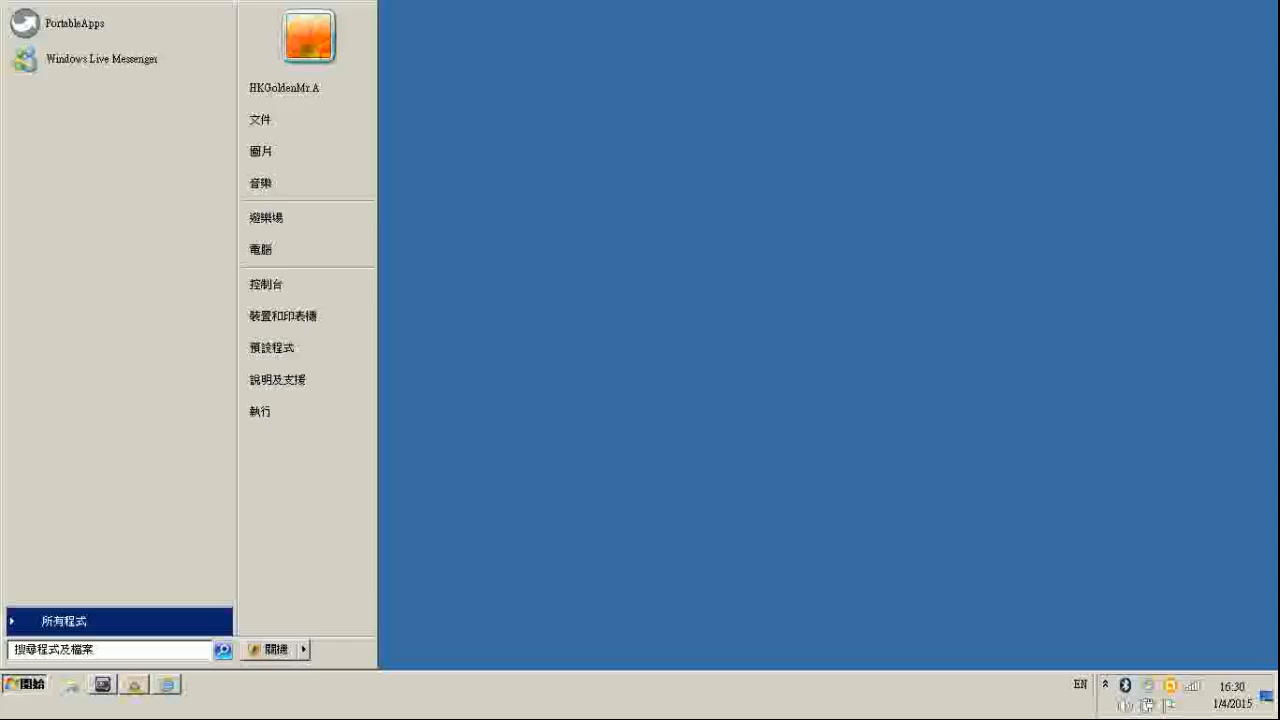 PortableApps
Windows Live Messenger
HKGoldenMr.A
文件
圖片
音樂
遊樂場
電腦
控制台
裝置和印表機
預設程式
說明及支援
執行
所有程式
搜尋程式及檔案
關機
開始
EN
16:30
1/4/2015